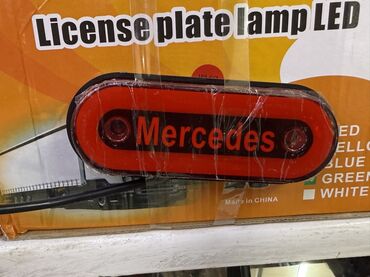 License plate lamp LED
Mercedes
ED
ELLO
BLUE
GREEN
WHITE
Made in CHINA